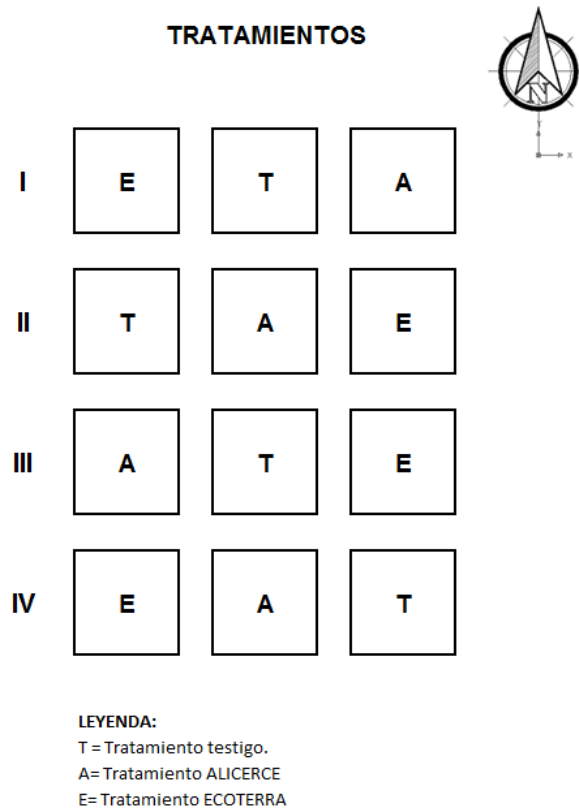 TRATAMIENTOS
N
Y
X
I E T A
II T A E
III A T E
IV E A T
LEYENDA:
T = Tratamiento testigo.
A= Tratamiento ALICERCE
E= Tratamiento ECOTERRA